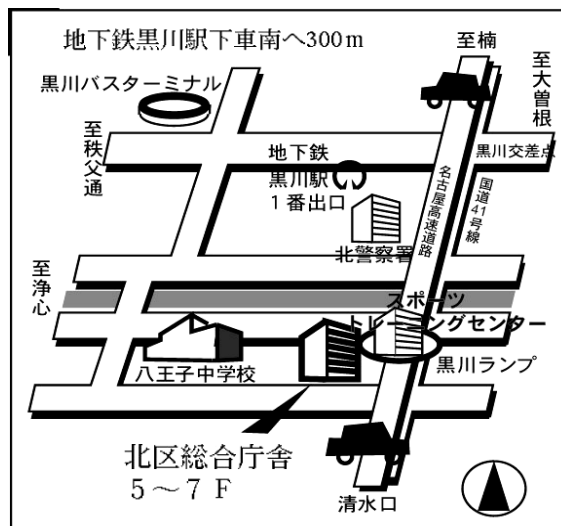 地下鉄黒川駅下車南へ300m
至楠
黒川バスターミナル
至大曽根
至秩父通
地下鉄
黒川駅
1番出口
黒川交差点
名古屋高速道路
国道41号線
北警察署
至浄心
スポーツ
トレーニングセンター
八王子中学校
黒川ランプ
北区総合庁舎
5〜7 F
清水口